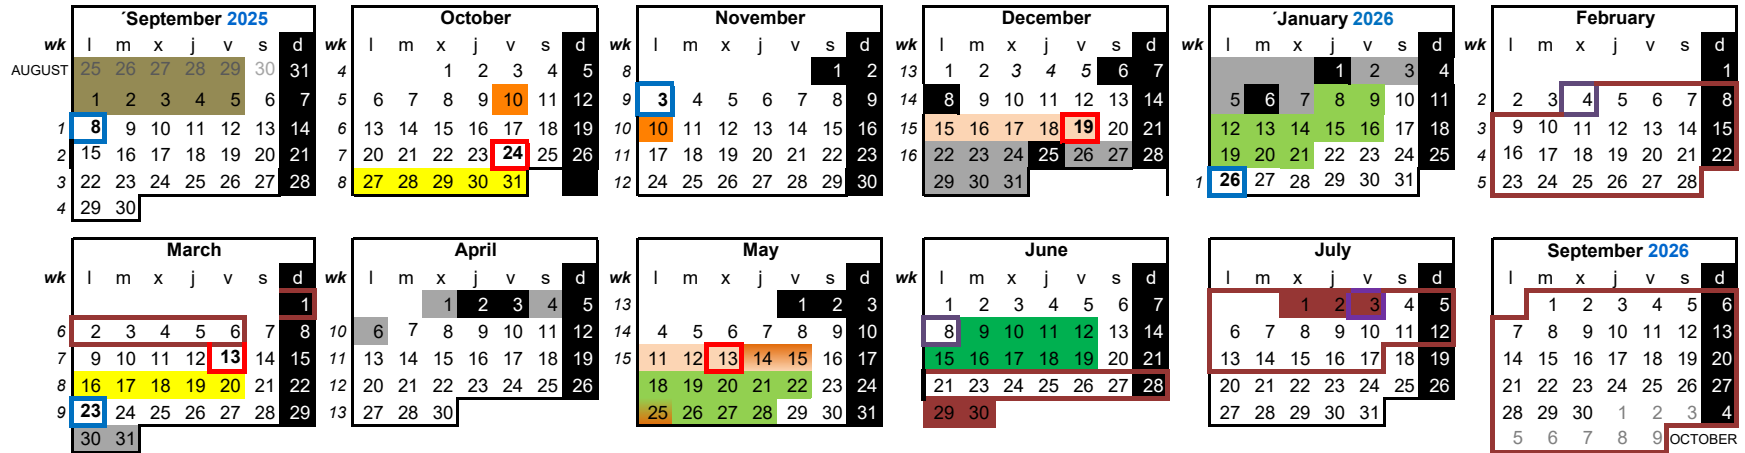 ´September 2025
wk l m x j v s d
AUGUST 25 26 27 28 29 30 31
1 2 3 4 5 6 7
1 8 9 10 11 12 13 14
2 15 16 17 18 19 20 21
3 22 23 24 25 26 27 28
4 29 30
October
wk l m x j v s d
4 1 2 3 4 5
5 6 7 8 9 10 11 12
6 13 14 15 16 17 18 19
7 20 21 22 23 24 25 26
8 27 28 29 30 31
November
wk l m x j v s d
8 1 2
9 3 4 5 6 7 8 9
10 10 11 12 13 14 15 16
11 17 18 19 20 21 22 23
12 24 25 26 27 28 29 30
December
wk l m x j v s d
13 1 2 3 4 5 6 7
14 8 9 10 11 12 13 14
15 15 16 17 18 19 20 21
16 22 23 24 25 26 27 28
29 30 31
´January 2026
wk l m x j v s d
1 2 3 4
5 6 7 8 9 10 11
12 13 14 15 16 17 18
19 20 21 22 23 24 25
1 26 27 28 29 30 31
February
wk l m x j v s d
1
2 2 3 4 5 6 7 8
3 9 10 11 12 13 14 15
4 16 17 18 19 20 21 22
5 23 24 25 26 27 28
March
wk l m x j v s d
1
6 2 3 4 5 6 7 8
7 9 10 11 12 13 14 15
8 16 17 18 19 20 21 22
9 23 24 25 26 27 28 29
30 31
April
wk l m x j v s d
1 2 3 4 5
10 6 7 8 9 10 11 12
11 13 14 15 16 17 18 19
12 20 21 22 23 24 25 26
13 27 28 29 30
May
wk l m x j v s d
13 1 2 3
14 4 5 6 7 8 9 10
15 11 12 13 14 15 16 17
18 19 20 21 22 23 24
25 26 27 28 29 30 31
June
wk l m x j v s d
1 2 3 4 5 6 7
8 9 10 11 12 13 14
15 16 17 18 19 20 21
21 23 24 25 26 27 28
29 30
July
l m x j v s d
1 2 3 4 5
6 7 8 9 10 11 12
13 14 15 16 17 18 19
20 21 22 23 24 25 26
27 28 29 30 31
September 2026
l m x j v s d
1 2 3 4 5 6
7 8 9 10 11 12 13
14 15 16 17 18 19 20
21 22 23 24 25 26 27
28 29 30 1 2 3 4
5 6 7 8 9 OCTOBER